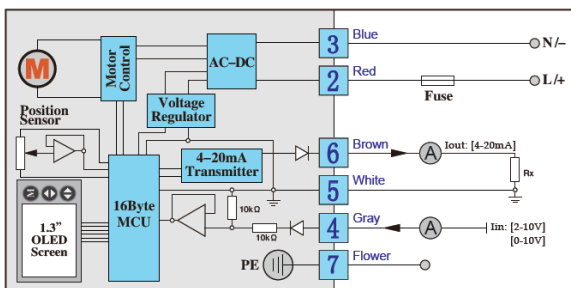 M
Motor
Control
AC–DC
Voltage
Regulator
Position
Sensor
4–20mA
Transmitter
16Byte
MCU
1.3”
OLED
Screen
10kΩ
10kΩ
PE
3
Blue
N/–
2
Red
L/+
Fuse
6
Brown
A
Iout: [4-20mA]
Rx
5
White
4
Gray
A
Iin: [2-10V]
[0-10V]
7
Flower